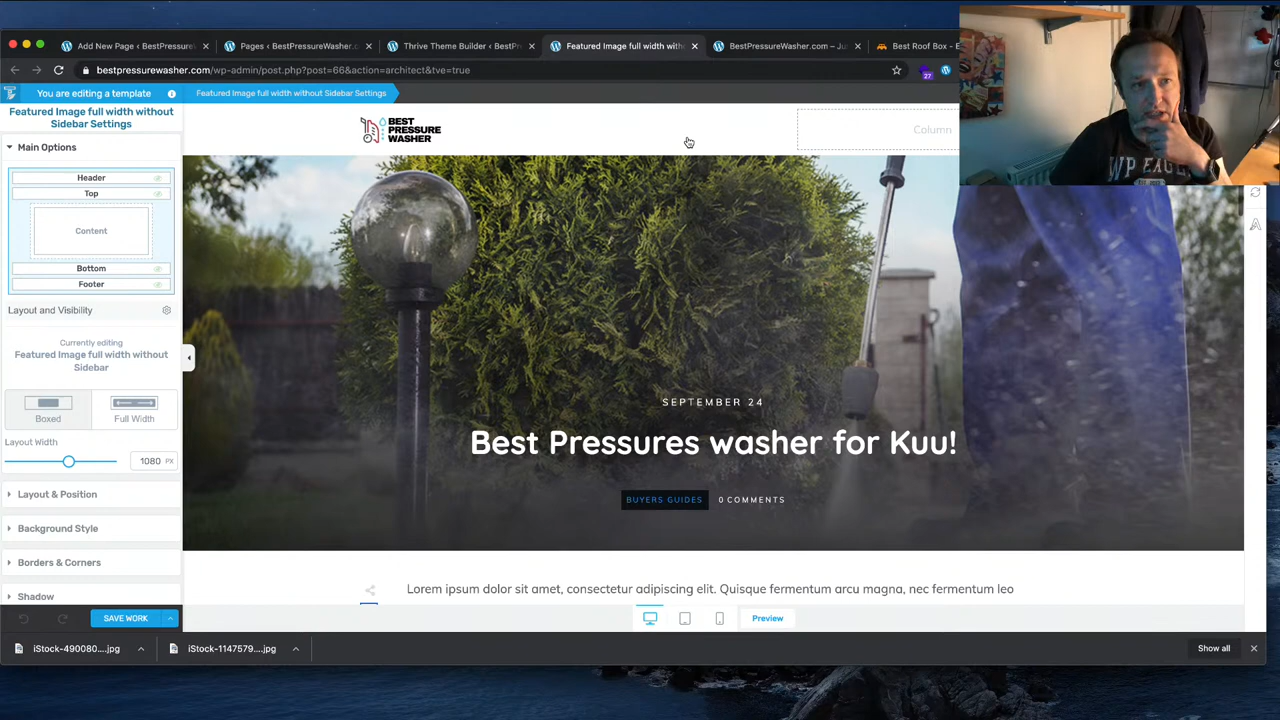 Add New Page < BestPressure
Pages < BestPressureWasher.c
Thrive Theme Builder < BestPr
Featured Image full width with
BestPressureWasher.com – Jus
Best Roof Box - E
bestpressurewasher.com/wp-admin/post.php?post=66&action=architect&tve=true
27
You are editing a template
Featured Image full width without Sidebar Settings
Featured Image full width without
Sidebar Settings
Main Options
Header
Top
Content
Bottom
Footer
Layout and Visibility
Currently editing
Featured Image full width without
Sidebar
Boxed
Full Width
Layout Width
1080 PX
Layout & Position
Background Style
Borders & Corners
Shadow
SAVE WORK
BEST
PRESSURE
WASHER
Column
WP EAG
SEPTEMBER 24
Best Pressures washer for Kuu!
BUYERS GUIDES
0 COMMENTS
Lorem ipsum dolor sit amet, consectetur adipiscing elit. Quisque fermentum arcu magna, nec fermentum leo
Preview
iStock-490080....jpg
iStock-1147579....jpg
Show all